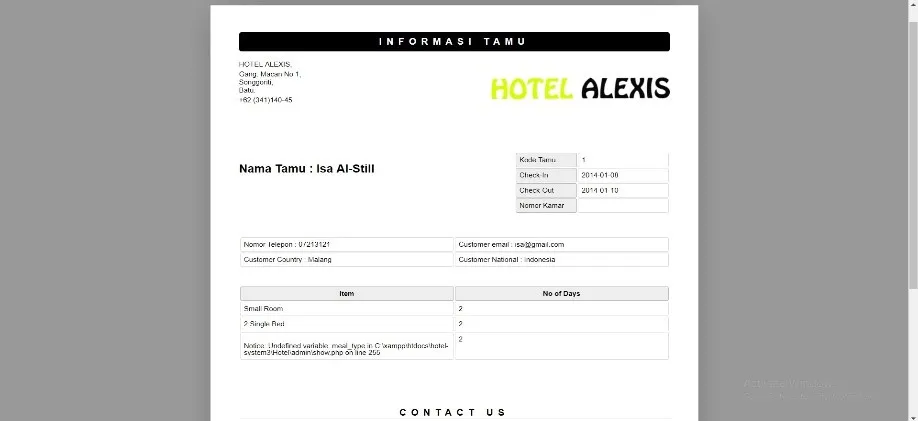 INFORMASI TAMU
HOTEL ALEXIS,
Gang. Macan No 1,
Songgoriti,
Batu.
+62 (341)140-45
HOTEL ALEXIS
Nama Tamu : Isa Al-Still
Kode Tamu 1
Check-In 2014-01-08
Check-Out 2014-01-10
Nomor Kamar
Nomor Telepon : 07213121 Customer email : isa@gmail.com
Customer Country : Malang Customer National : Indonesia
Item No of Days
Small Room 2
2 Single Bed 2
2
Notice: Undefined variable: meal_type in C:\xampp\htdocs\hotel-
system3\Hotel\admin\show.php on line 255
CONTACT US
Activate Windows